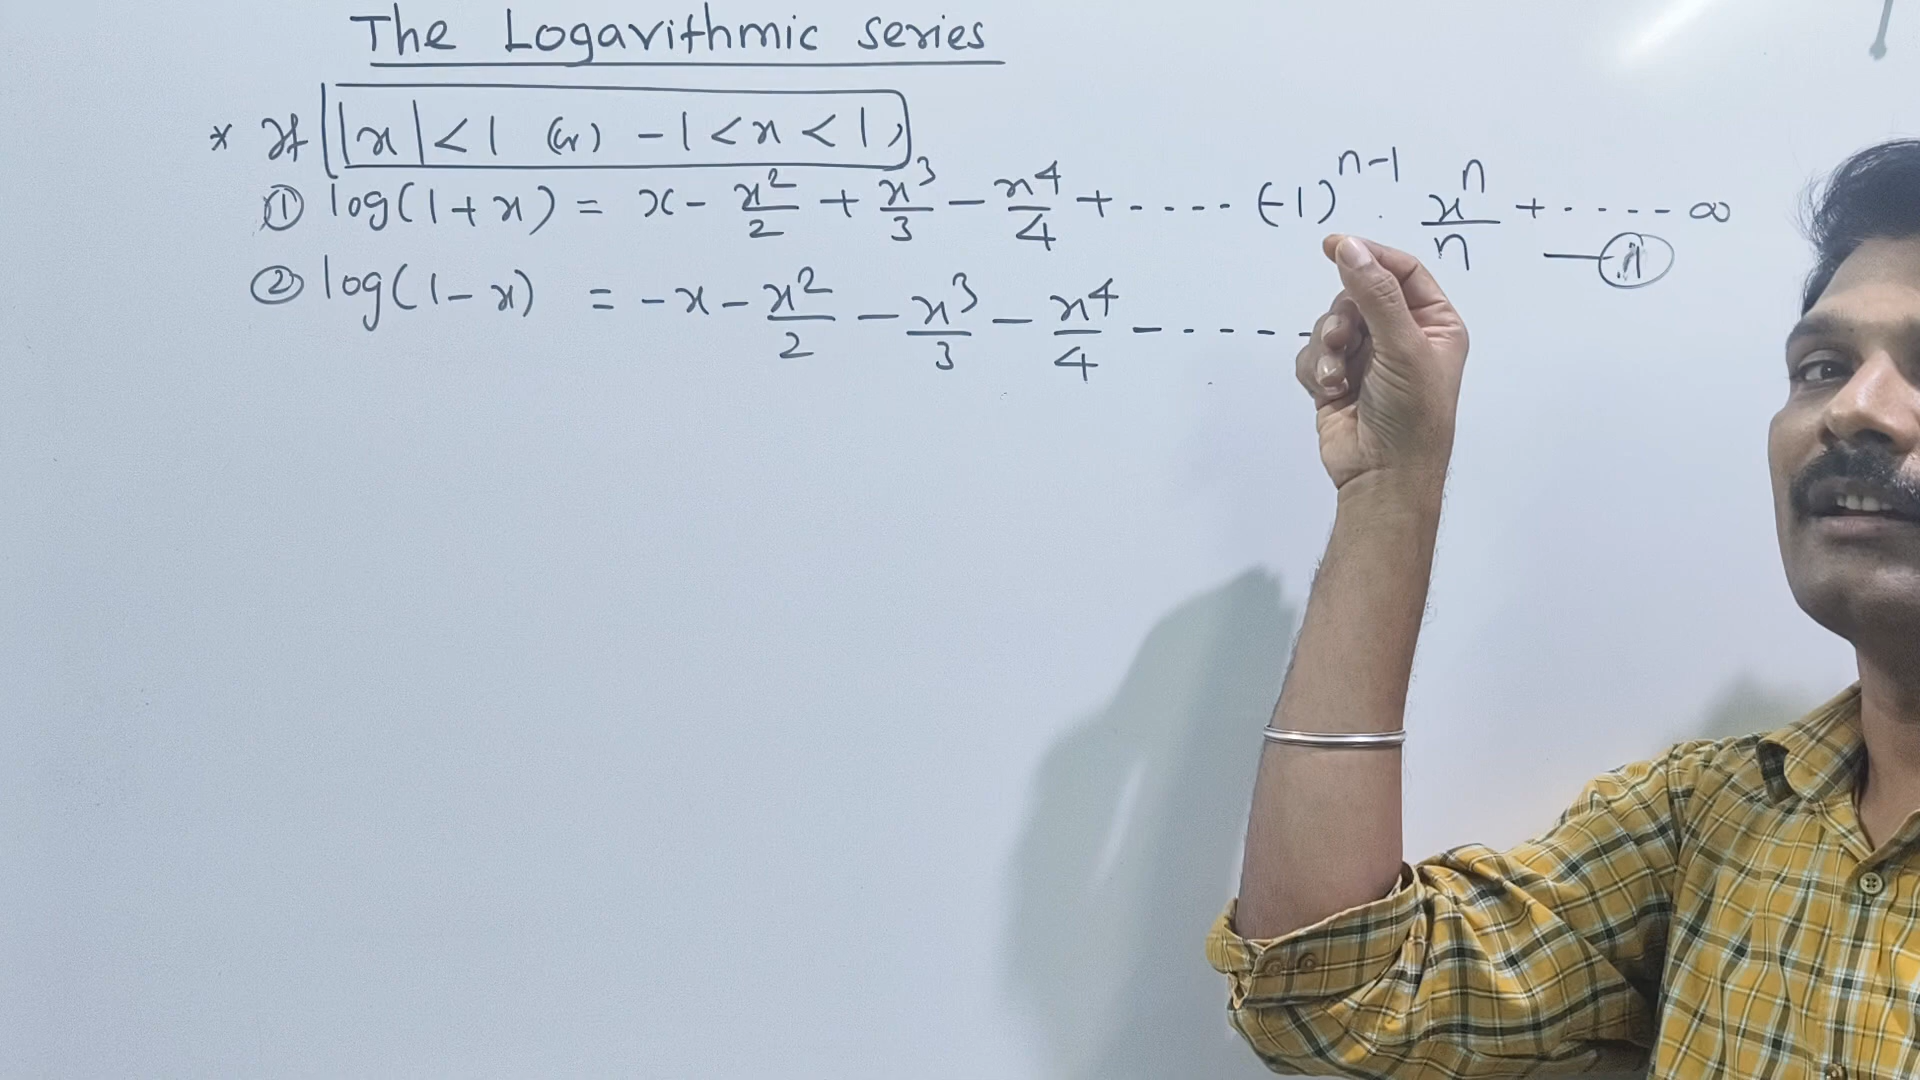 The Logarithmic series
* If |x| < 1 (or) -1 < x < 1
① log(1+x) = x - x²/2 + x³/3 - x⁴/4 + .... (-1)^(n-1) . x^n/n + ..... ∞
—①
② log(1-x) = -x - x²/2 - x³/3 - x⁴/4 - .....